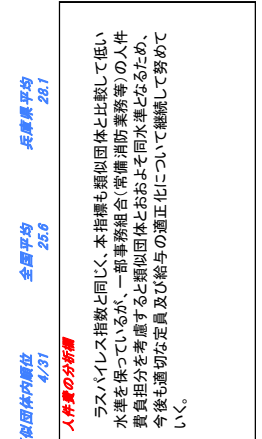 似団体内順位 全国平均 兵庫県平均
4/31 25.6 28.1
人件費の分析欄
ラスパイレス指数と同じく、本指標も類似団体と比較して低い
水準を保っているが、一部事務組合(常備消防業務等)の人件
費負担分を考慮すると類似団体とおおよそ同水準となるため、
今後も適切な定員及び給与の適正化について継続して努めて
いく。